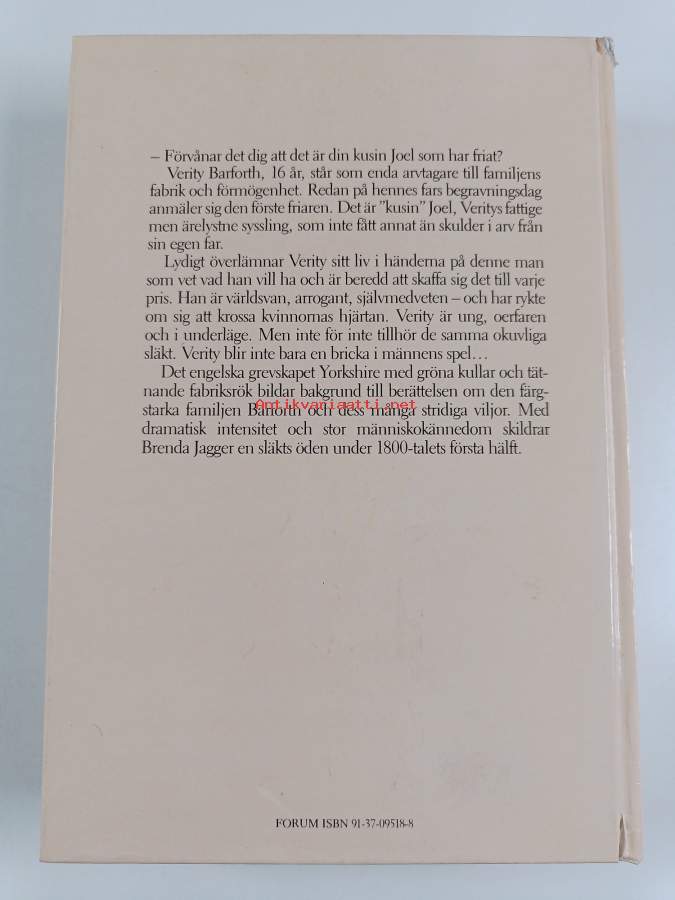 – Förvånar det dig att det är din kusin Joel som har friat?
Verity Barforth, 16 år, står som enda arvtagare till familjens
fabrik och förmögenhet. Redan på hennes fars begravningsdag
anmäler sig den förste friaren. Det är ”kusin” Joel, Veritys fattige
men ärelystne syssling, som inte fått annat än skulder i arv från
sin egen far.
Lydigt överlämnar Verity sitt liv i händerna på denne man
som vet vad han vill ha och är beredd att skaffa sig det till varje
pris. Han är världsvan, arrogant, självmedveten – och har rykte
om sig att krossa kvinnornas hjärtan. Verity är ung, oerfaren
och i underläge. Men inte för inte tillhör de samma okuvliga
släkt. Verity blir inte bara en bricka i männens spel…
Det engelska grevskapet Yorkshire med gröna kullar och tät-
nande fabriksrök bildar bakgrund till berättelsen om den färg-
starka familjen Barforth och dess många stridiga viljor. Med
Antikvariaatti.net
dramatisk intensitet och stor människokännedom skildrar
Brenda Jagger en släkts öden under 1800-talets första hälft.
FORUM ISBN 91-37-09518-8